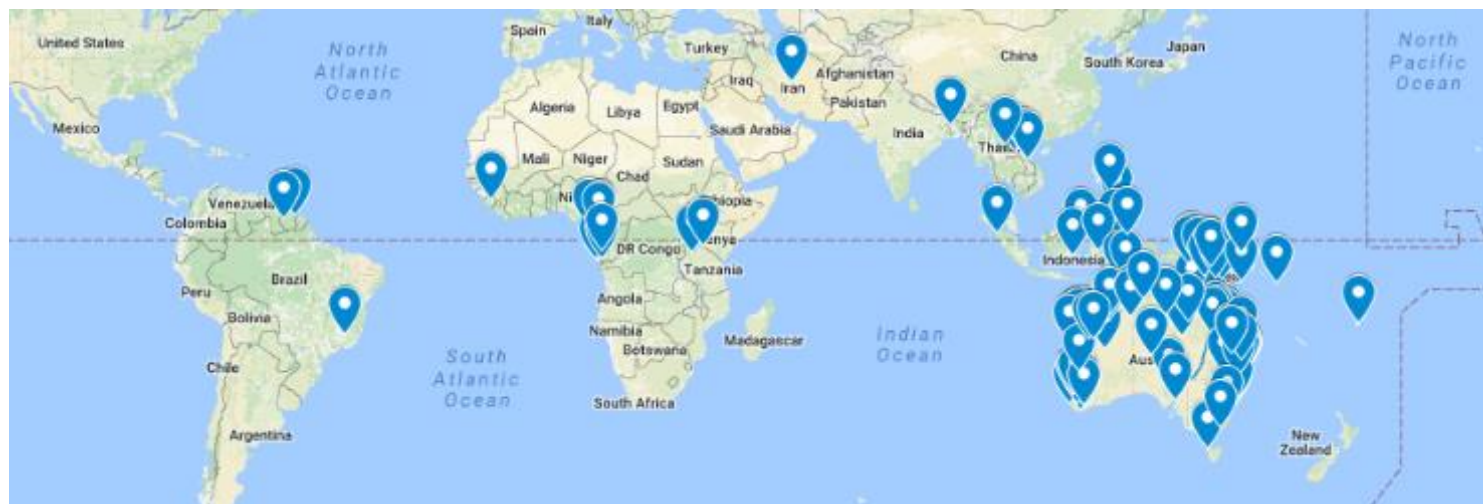 United States
Mexico
Venezuela
Colombia
Peru
Brazil
Bolivia
Chile
Argentina
North
Atlantic
Ocean
South
Atlantic
Ocean
Spain
Italy
Turkey
Algeria
Libya
Egypt
Mali
Niger
Chad
Sudan
Saudi Arabia
Iraq
Iran
Afghanistan
Pakistan
India
China
South Korea
Japan
DR Congo
Tanzania
Angola
Namibia
Botswana
Madagascar
South Africa
Indonesia
Indian
Ocean
North
Pacific
Ocean
New
Zealand